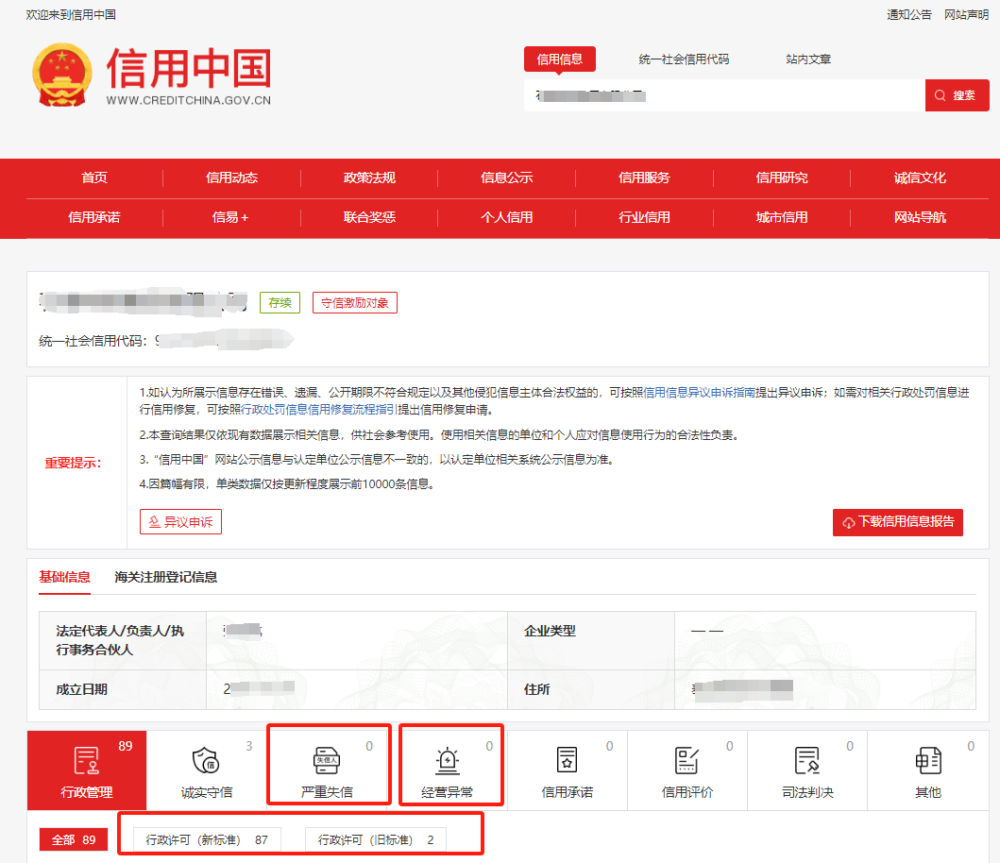 欢迎来到信用中国
通知公告 网站声明
信用中国
WWW.CREDITCHINA.GOV.CN
信用信息 统一社会信用代码 站内文章
搜索
首页 信用动态 政策法规 信息公示 信用服务 信用研究 诚信文化
信用承诺 信易+ 联合奖惩 个人信用 行业信用 城市信用 网站导航
存续 守信激励对象
统一社会信用代码: 9
重要提示:
1.如认为所展示信息存在错误、遗漏、公开期限不符合规定以及其他侵犯信息主体合法权益的，可按照信用信息异议申诉指南提出异议申诉；如需对相关行政处罚信息进
行信用修复，可按照行政处罚信息信用修复流程指引提出信用修复申请。
2.本查询结果仅依现有数据展示相关信息，供社会参考使用。使用相关信息的单位和个人应对信息使用行为的合法性负责。
3.“信用中国”网站公示信息与认定单位公示信息不一致的，以认定单位相关系统公示信息为准。
4.因篇幅有限，单类数据仅按更新程度展示前10000条信息。
异议申诉
下载信用信息报告
基础信息 海关注册登记信息
法定代表人/负责人/执
行事务合伙人
企业类型 — —
成立日期 2
住所
89
行政管理
3
信
诚实守信
0
失信人
严重失信
0
经营异常
0
信用承诺
0
信用评价
0
司法判决
0
其他
全部 89 行政许可（新标准） 87 行政许可（旧标准） 2